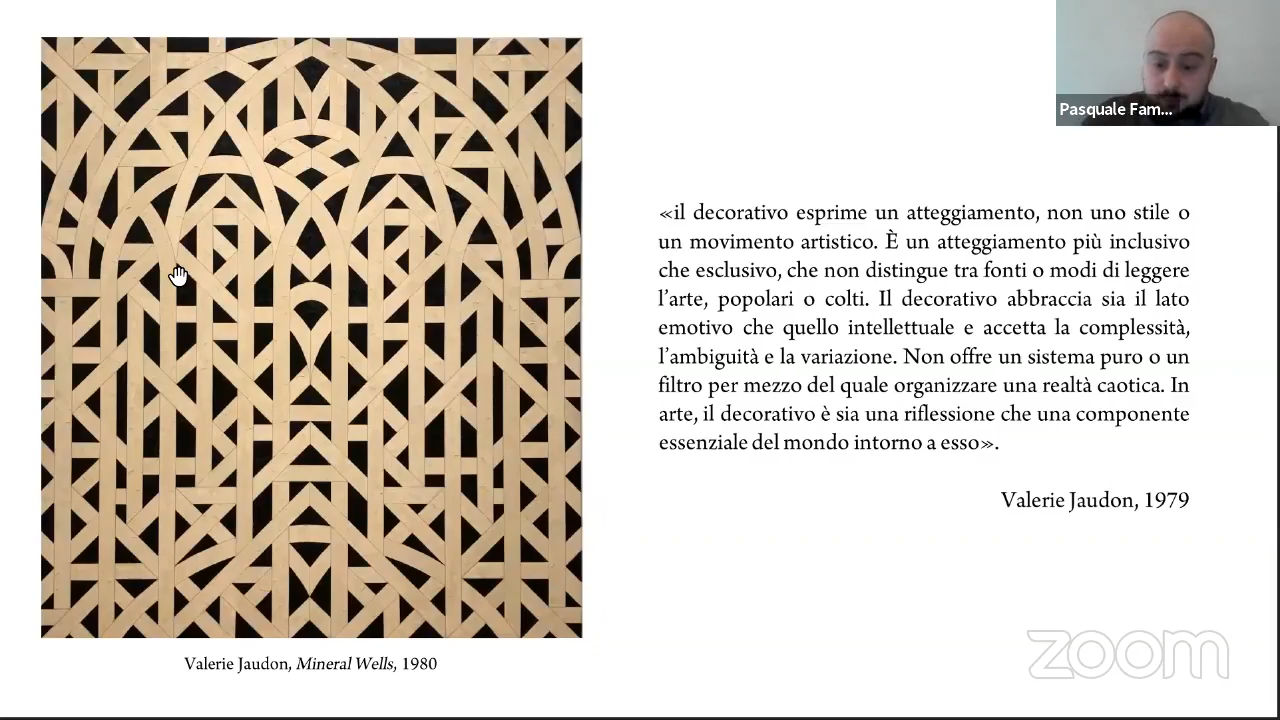 Pasquale Fam...
«il decorativo esprime un atteggiamento, non uno stile o
un movimento artistico. È un atteggiamento più inclusivo
che esclusivo, che non distingue tra fonti o modi di leggere
l'arte, popolari o colti. Il decorativo abbraccia sia il lato
emotivo che quello intellettuale e accetta la complessità,
l'ambiguità e la variazione. Non offre un sistema puro o un
filtro per mezzo del quale organizzare una realtà caotica. In
arte, il decorativo è sia una riflessione che una componente
essenziale del mondo intorno a esso».
Valerie Jaudon, 1979
Valerie Jaudon, Mineral Wells, 1980
zoom